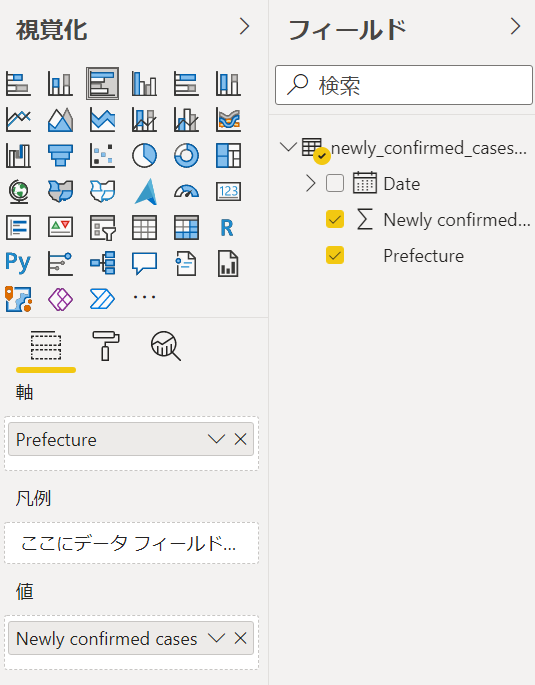 視覚化
フィールド
検索
newly_confirmed_cases...
Date
Newly confirmed...
Prefecture
123
R
Py
軸
Prefecture
凡例
ここにデータ フィールド...
値
Newly confirmed cases